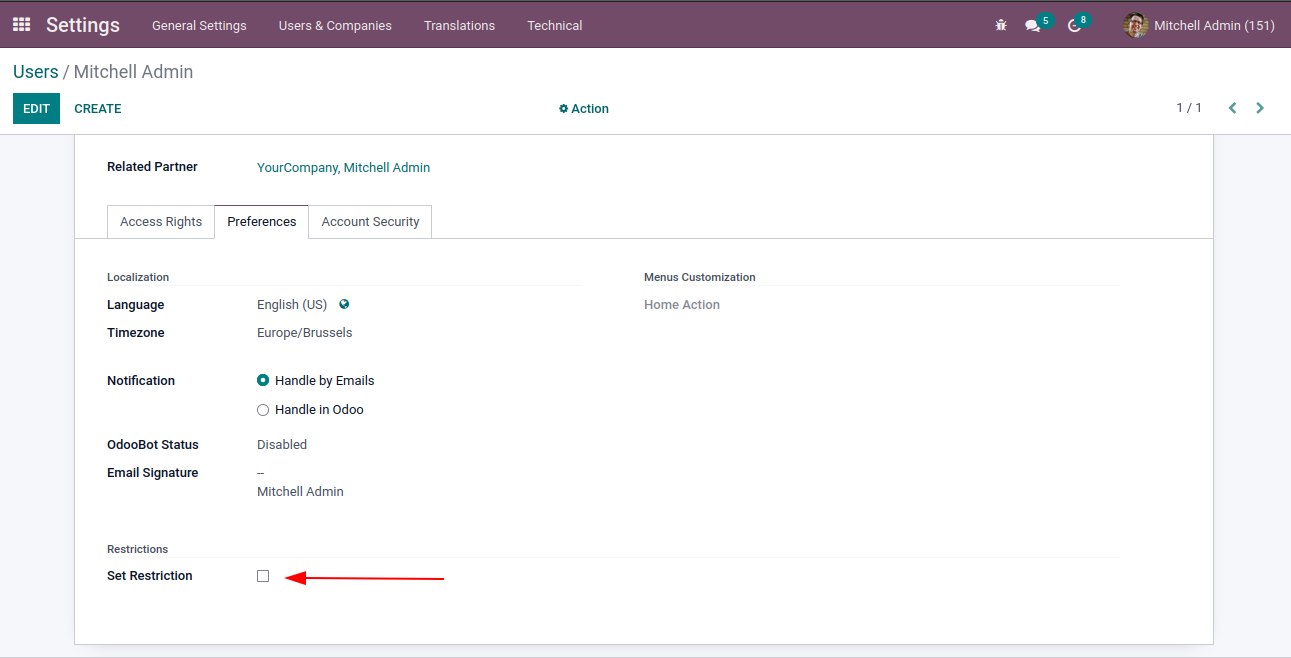 Settings General Settings Users & Companies Translations Technical 5 8 Mitchell Admin (151)
Users / Mitchell Admin
EDIT CREATE Action 1 / 1
Related Partner YourCompany, Mitchell Admin
Access Rights Preferences Account Security
Localization Menus Customization
Language English (US) Home Action
Timezone Europe/Brussels
Notification Handle by Emails
Handle in Odoo
OdooBot Status Disabled
Email Signature --
Mitchell Admin
Restrictions
Set Restriction